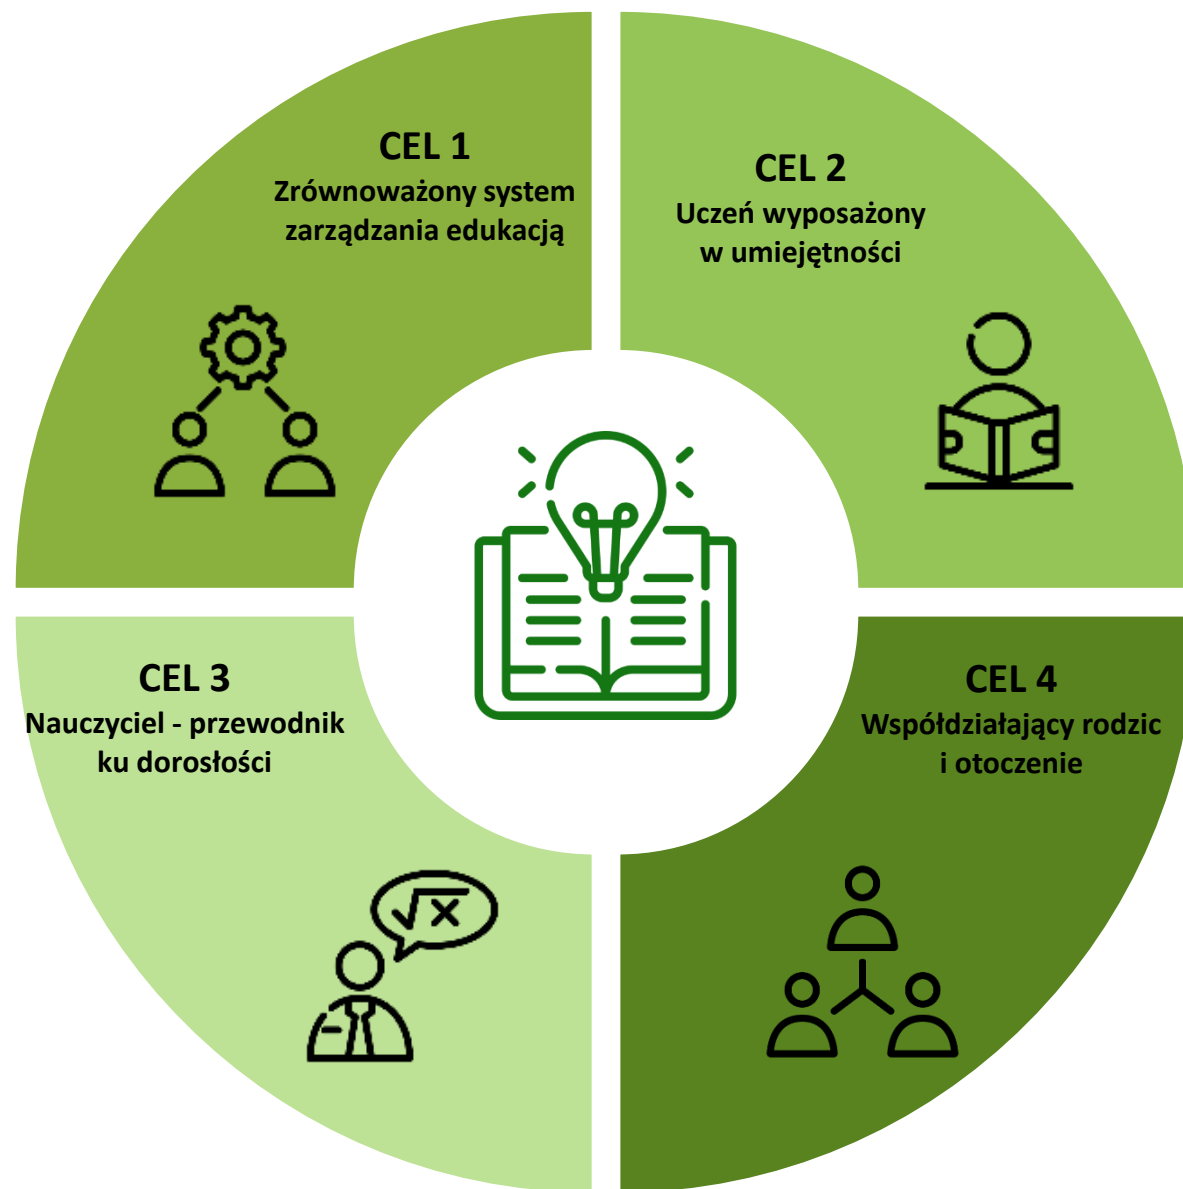 CEL 1
Zrównoważony system
zarządzania edukacją
CEL 2
Uczeń wyposażony
w umiejętności
CEL 3
Nauczyciel - przewodnik
ku dorosłości
CEL 4
Współdziałający rodzic
i otoczenie
√x